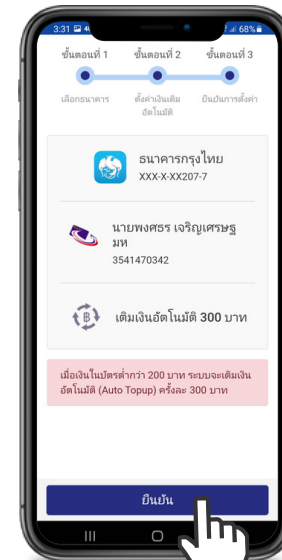 3:31 68%
ขั้นตอนที่ 1 ขั้นตอนที่ 2 ขั้นตอนที่ 3
เลือกธนาคาร ตั้งค่าเงินเติม ยืนยันการตั้งค่า
อัตโนมัติ
ธนาคารกรุงไทย
XXX-X-XX207-7
นายพงศธร เจริญเศรษฐ
มห
3541470342
เติมเงินอัตโนมัติ 300 บาท
เมื่อเงินในบัตรต่ำกว่า 200 บาท ระบบจะเติมเงิน
อัตโนมัติ (Auto Topup) ครั้งละ 300 บาท
ยืนยัน